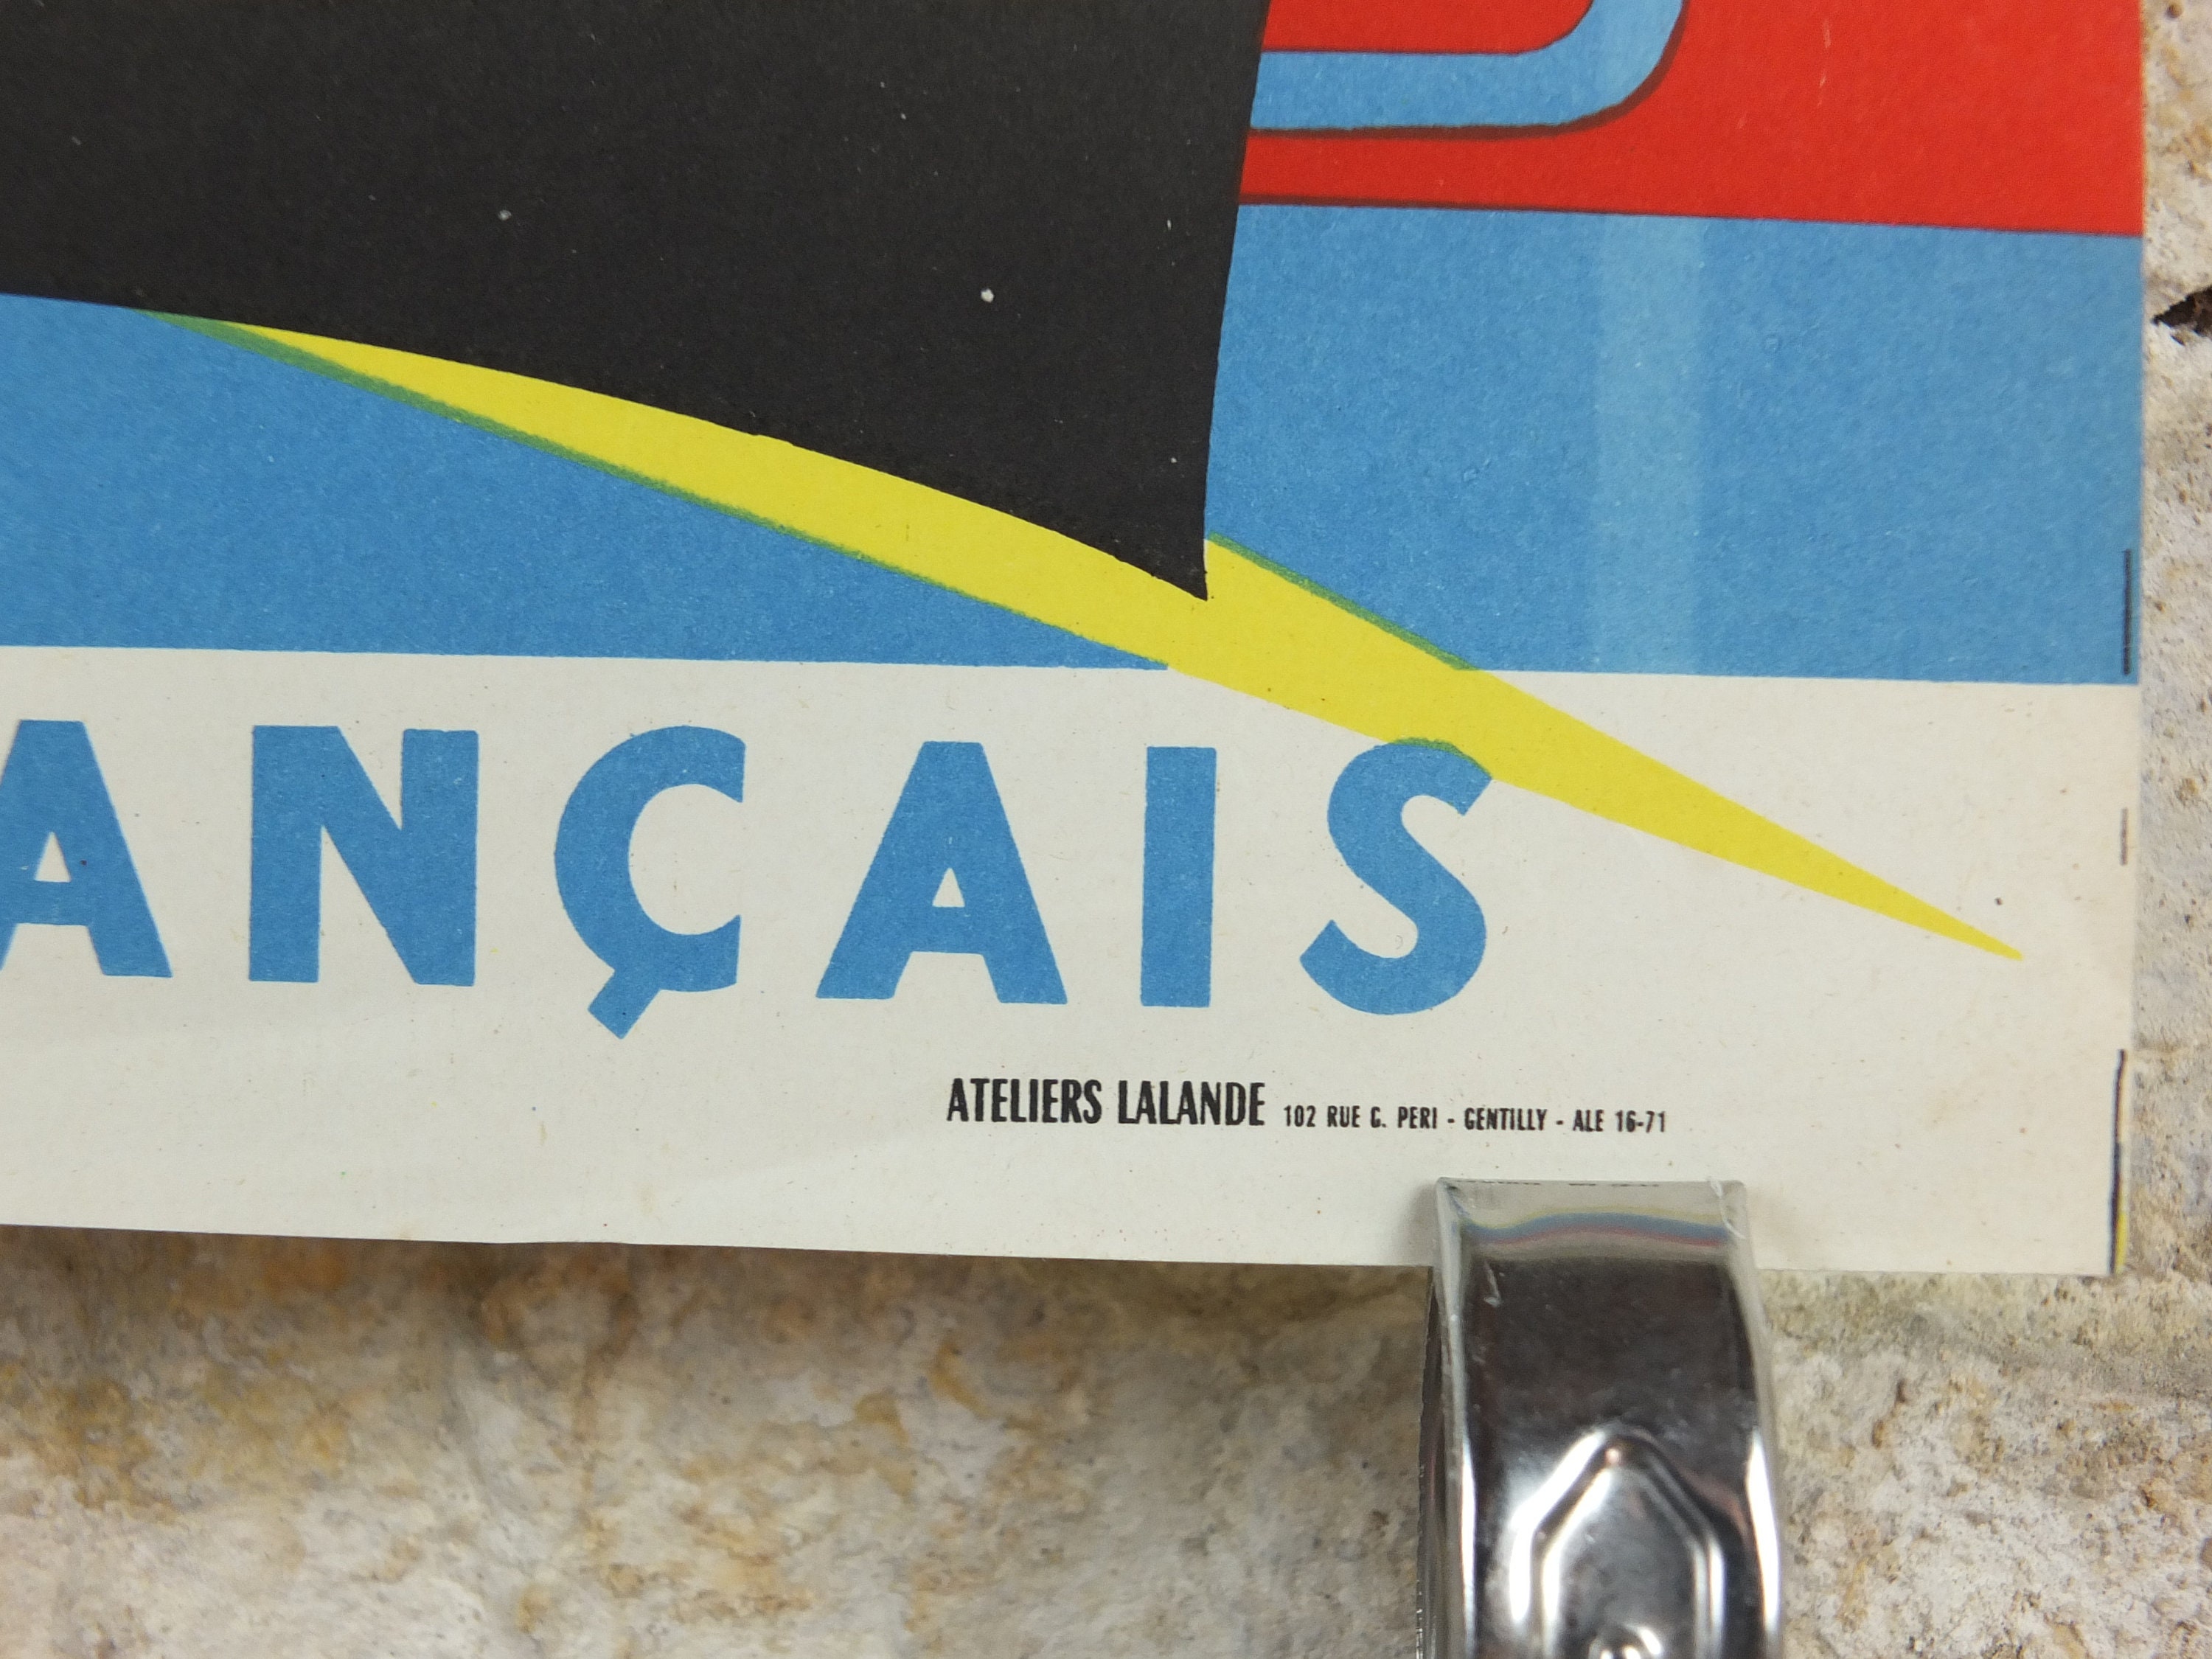 ANÇAIS
ATELIERS LALANDE 102 RUE G. PERI - GENTILLY - ALE 16-71